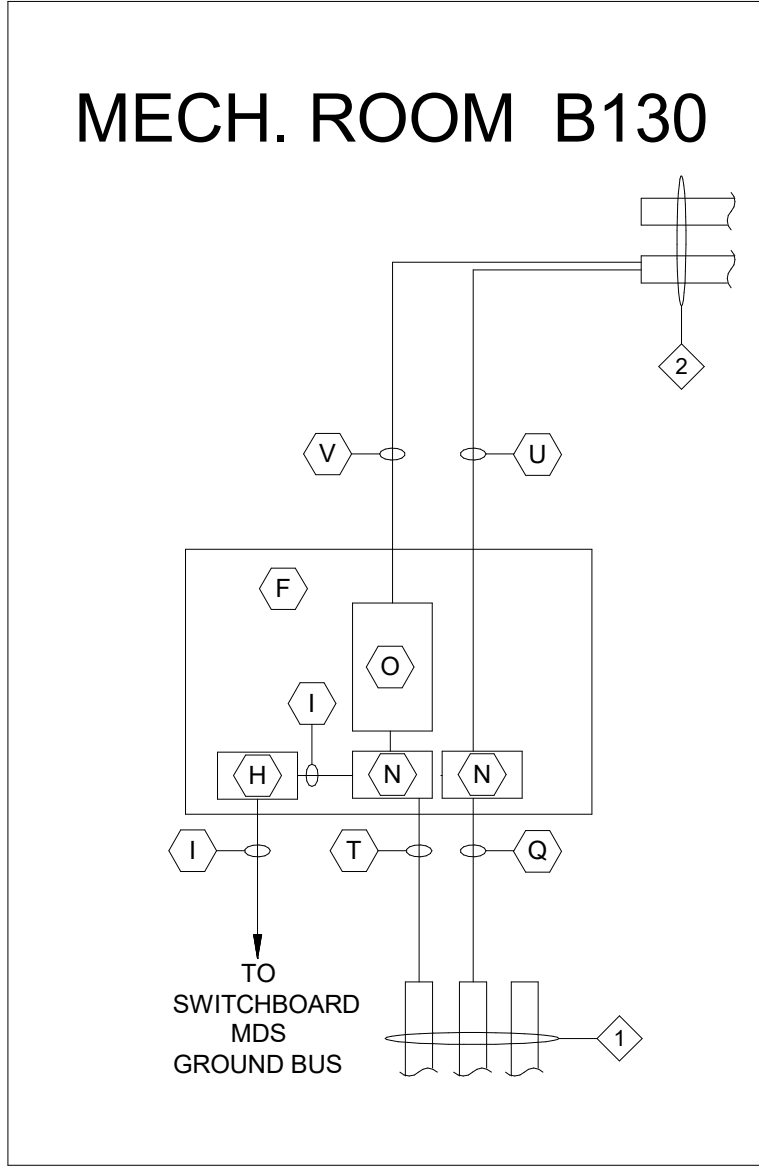 MECH. ROOM B130
2
V
U
F
O
I
H
N
N
I
T
Q
TO
SWITCHBOARD
MDS
GROUND BUS
1